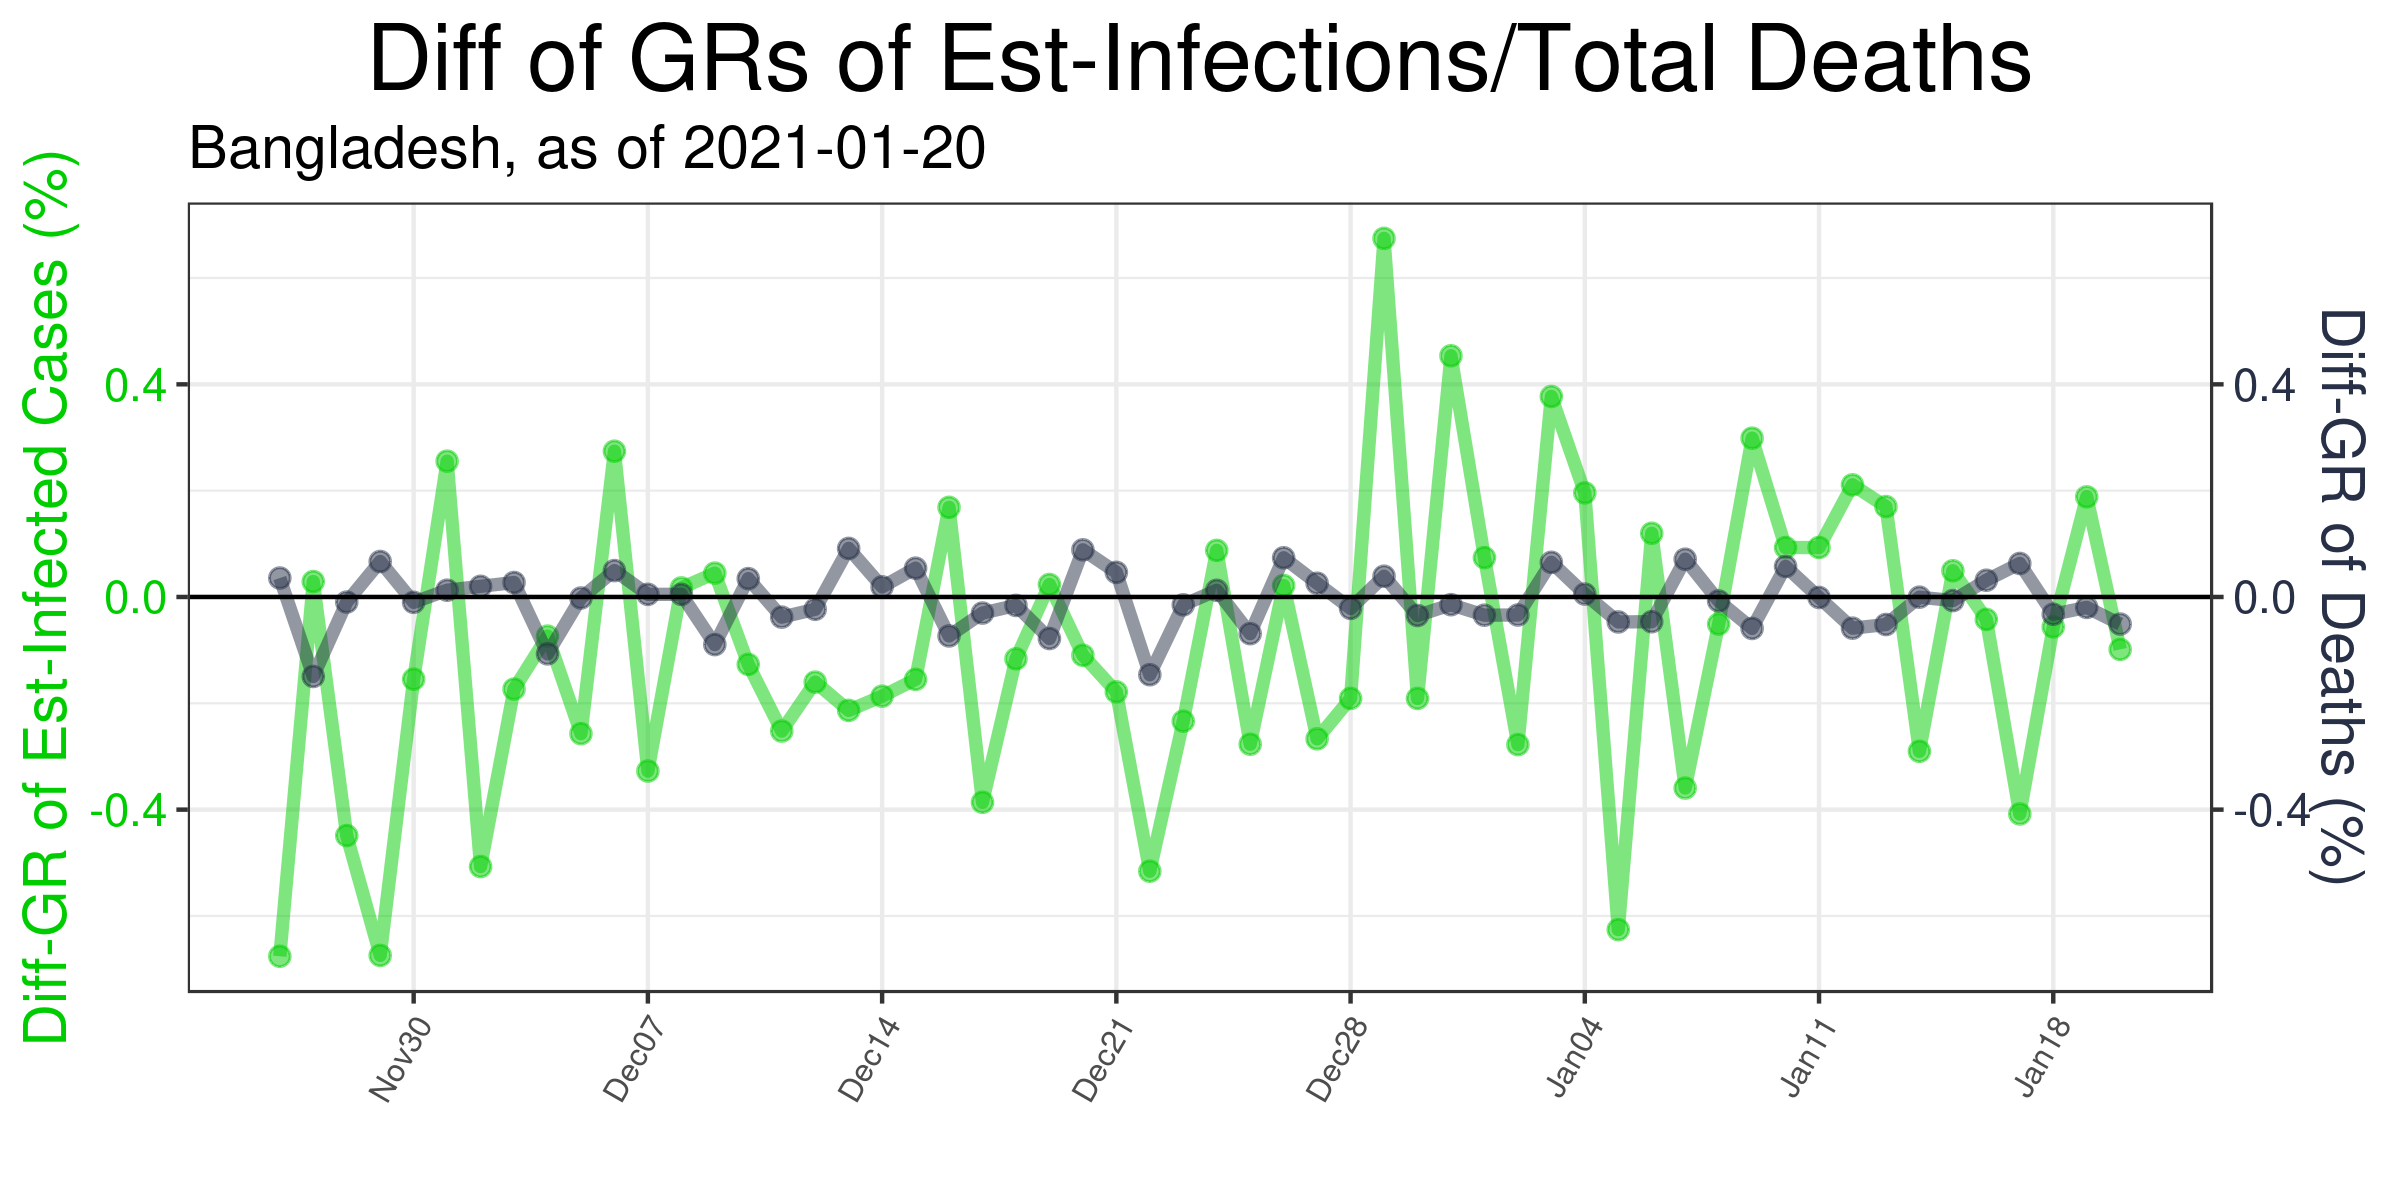 Diff of GRs of Est-Infections/Total Deaths
Bangladesh, as of 2021-01-20
Diff-GR of Est-Infected Cases (%)
0.4
0.0
-0.4
0.4
0.0
-0.4
Diff-GR of Deaths (%)
Nov30
Dec07
Dec14
Dec21
Dec28
Jan04
Jan11
Jan18